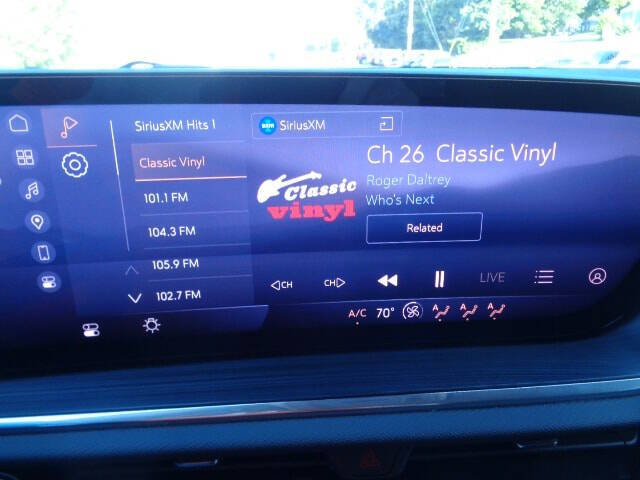 SiriusXM Hits 1
Classic Vinyl
101.1 FM
104.3 FM
105.9 FM
102.7 FM
SiriusXM
Classic
vinyl
Ch 26 Classic Vinyl
Roger Daltrey
Who's Next
Related
CH
CH
LIVE
A/C 70°
A A A